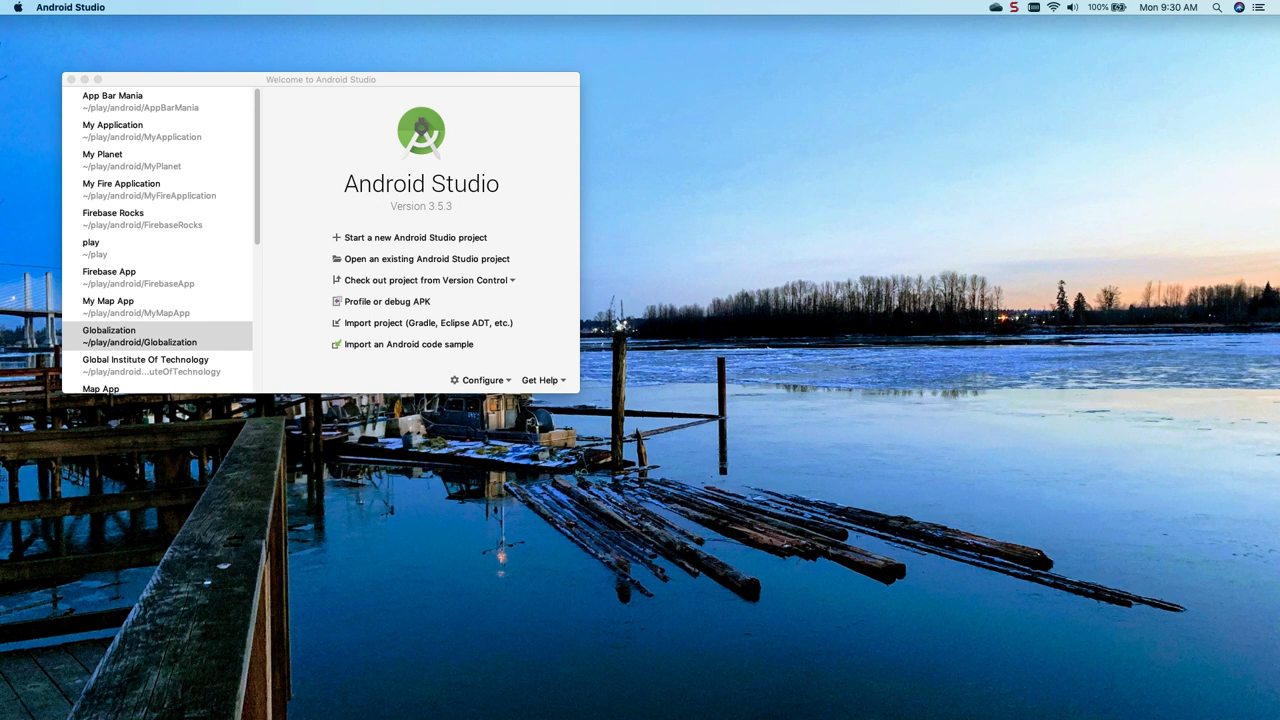 Android Studio
100%
Mon 9:30 AM
Welcome to Android Studio
App Bar Mania
~/play/android/AppBarMania
My Application
~/play/android/MyApplication
My Planet
~/play/android/MyPlanet
My Fire Application
~/play/android/MyFireApplication
Firebase Rocks
~/play/android/FirebaseRocks
play
~/play
Firebase App
~/play/android/FirebaseApp
My Map App
~/play/android/MyMapApp
Globalization
~/play/android/Globalization
Global Institute Of Technology
~/play/android...uteOfTechnology
Map App
Android Studio
Version 3.5.3
Start a new Android Studio project
Open an existing Android Studio project
Check out project from Version Control
Profile or debug APK
Import project (Gradle, Eclipse ADT, etc.)
Import an Android code sample
Configure
Get Help